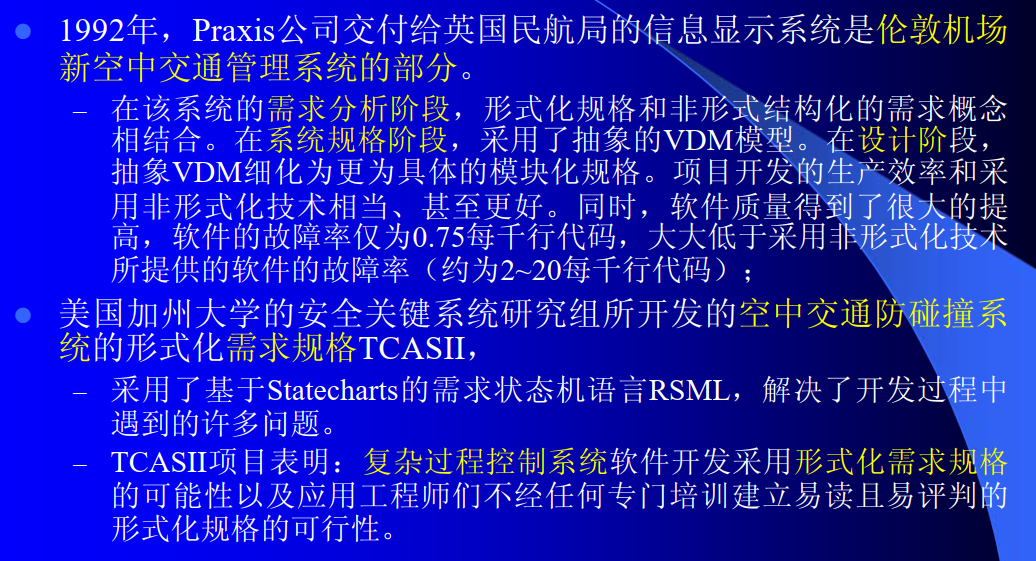 1992年，Praxis公司交付给英国民航局的信息显示系统是伦敦机场
新空中交通管理系统的部分。
– 在该系统的需求分析阶段，形式化规格和非形式结构化的需求概念
相结合。在系统规格阶段，采用了抽象的VDM模型。在设计阶段，
抽象VDM细化为更为具体的模块化规格。项目开发的生产效率和采
用非形式化技术相当、甚至更好。同时，软件质量得到了很大的提
高，软件的故障率仅为0.75每千行代码，大大低于采用非形式化技术
所提供的软件的故障率（约为2~20每千行代码）；
美国加州大学的安全关键系统研究组所开发的空中交通防碰撞系
统的形式化需求规格TCASII，
– 采用了基于Statecharts的需求状态机语言RSML，解决了开发过程中
遇到的许多问题。
– TCASII项目表明：复杂过程控制系统软件开发采用形式化需求规格
的可能性以及应用工程师们不经任何专门培训建立易读且易评判的
形式化规格的可行性。